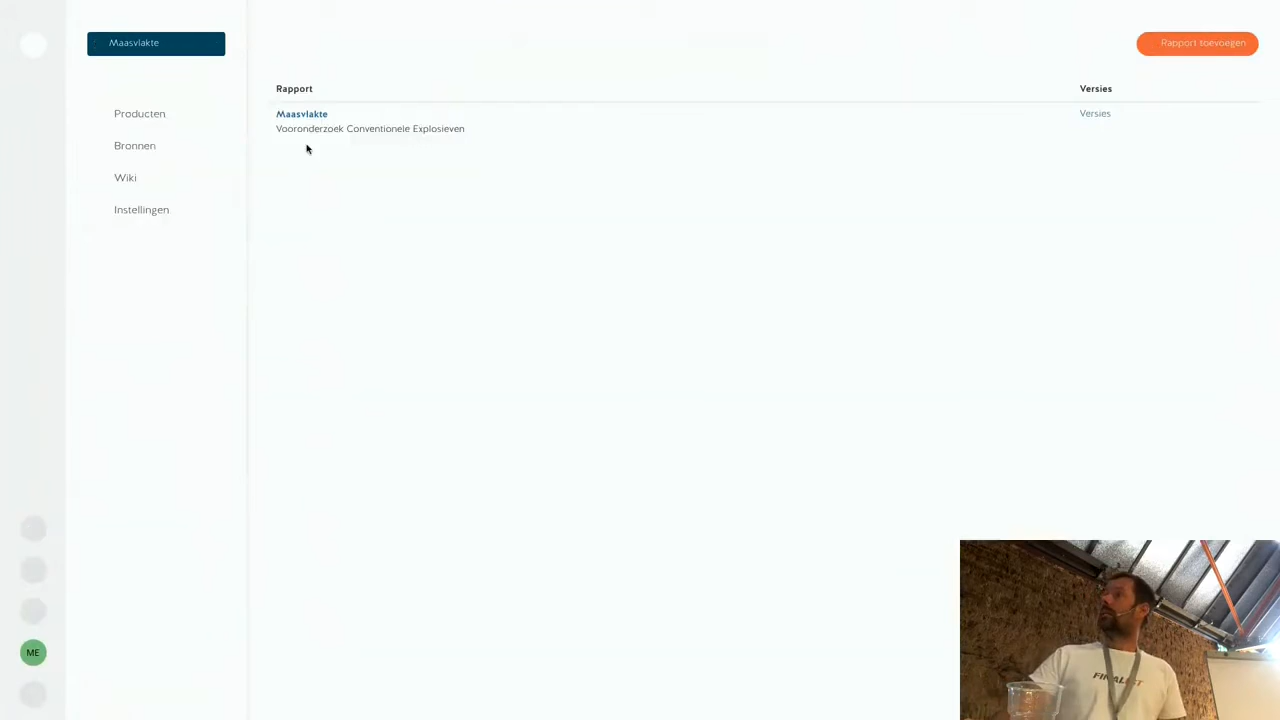 Maasvlakte
Rapport toevoegen
Rapport
Versies
Maasvlakte
Versies
Vooronderzoek Conventionele Explosieven
Producten
Bronnen
Wiki
Instellingen
ME
FINALIST